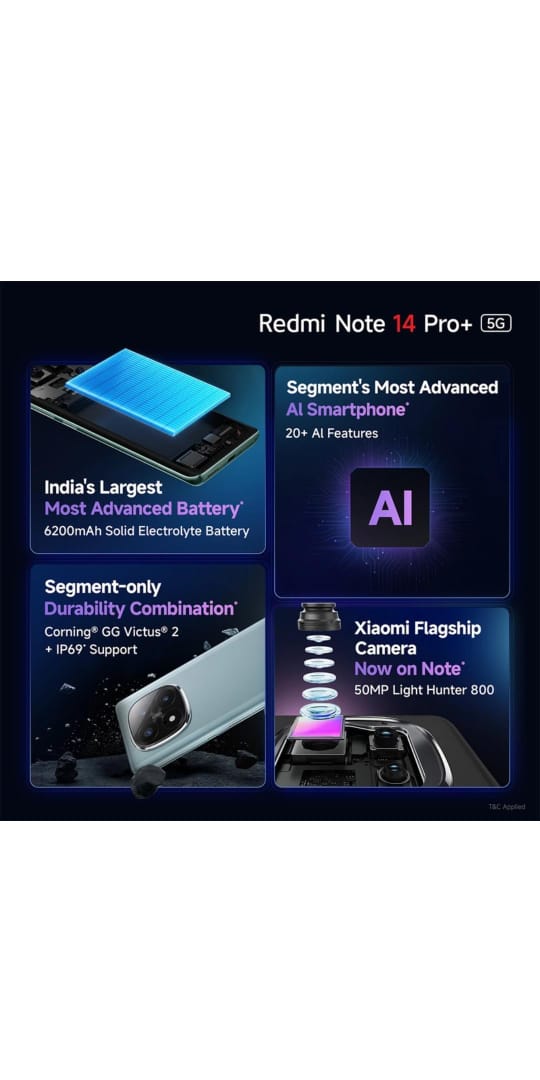 Redmi Note 14 Pro+ 5G
India's Largest
Most Advanced Battery*
6200mAh Solid Electrolyte Battery
Segment's Most Advanced
AI Smartphone*
20+ AI Features
AI
Segment-only
Durability Combination*
Corning® GG Victus® 2
+ IP69* Support
Xiaomi Flagship
Camera
Now on Note*
50MP Light Hunter 800
T&C Applied